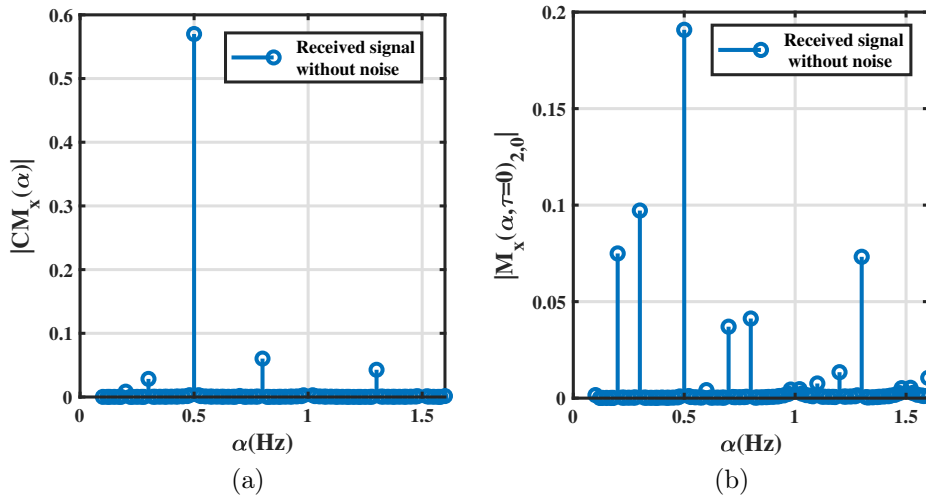 0.6
0.5
0.4
0.3
0.2
0.1
0
|CM_x(α)|
Received signal
without noise
0
0.5
1
1.5
α(Hz)
(a)
0.2
0.15
0.1
0.05
0
|M_x(α,τ=0)_{2,0}|
Received signal
without noise
0
0.5
1
1.5
α(Hz)
(b)